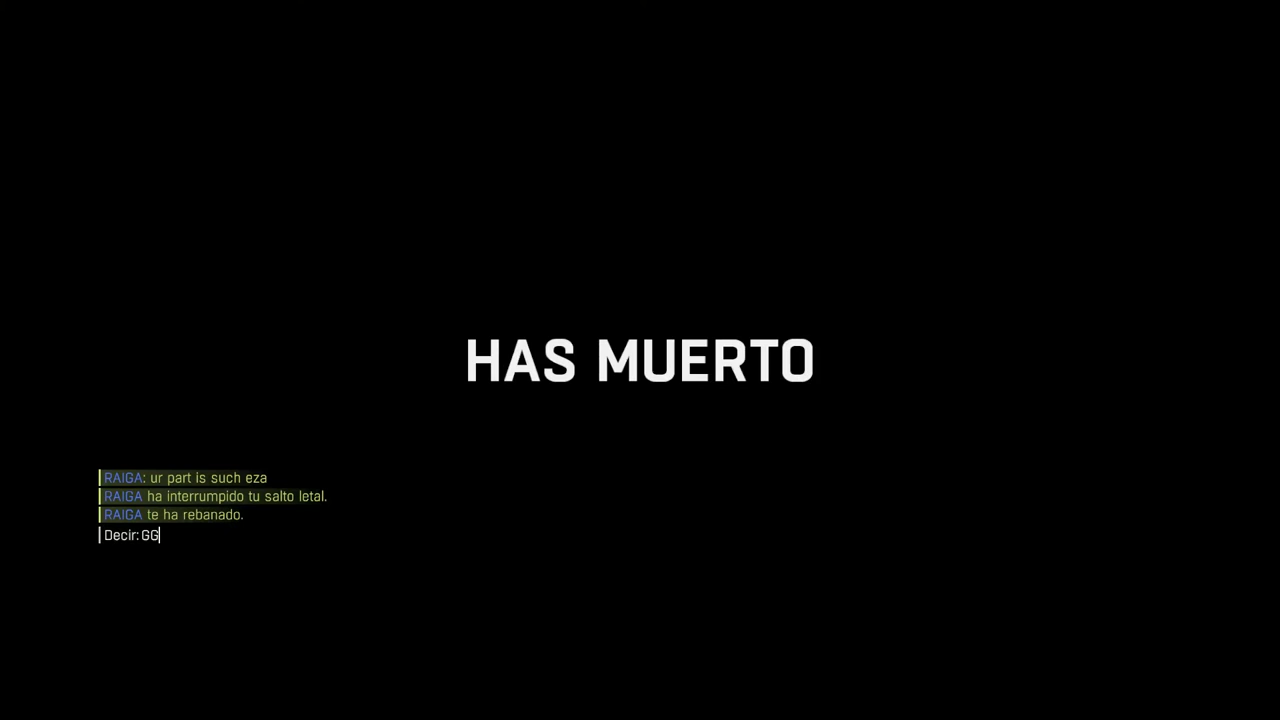 HAS MUERTO
RAIGA: ur part is such eza
RAIGA ha interrumpido tu salto letal.
RAIGA te ha rebanado.
Decir: GG